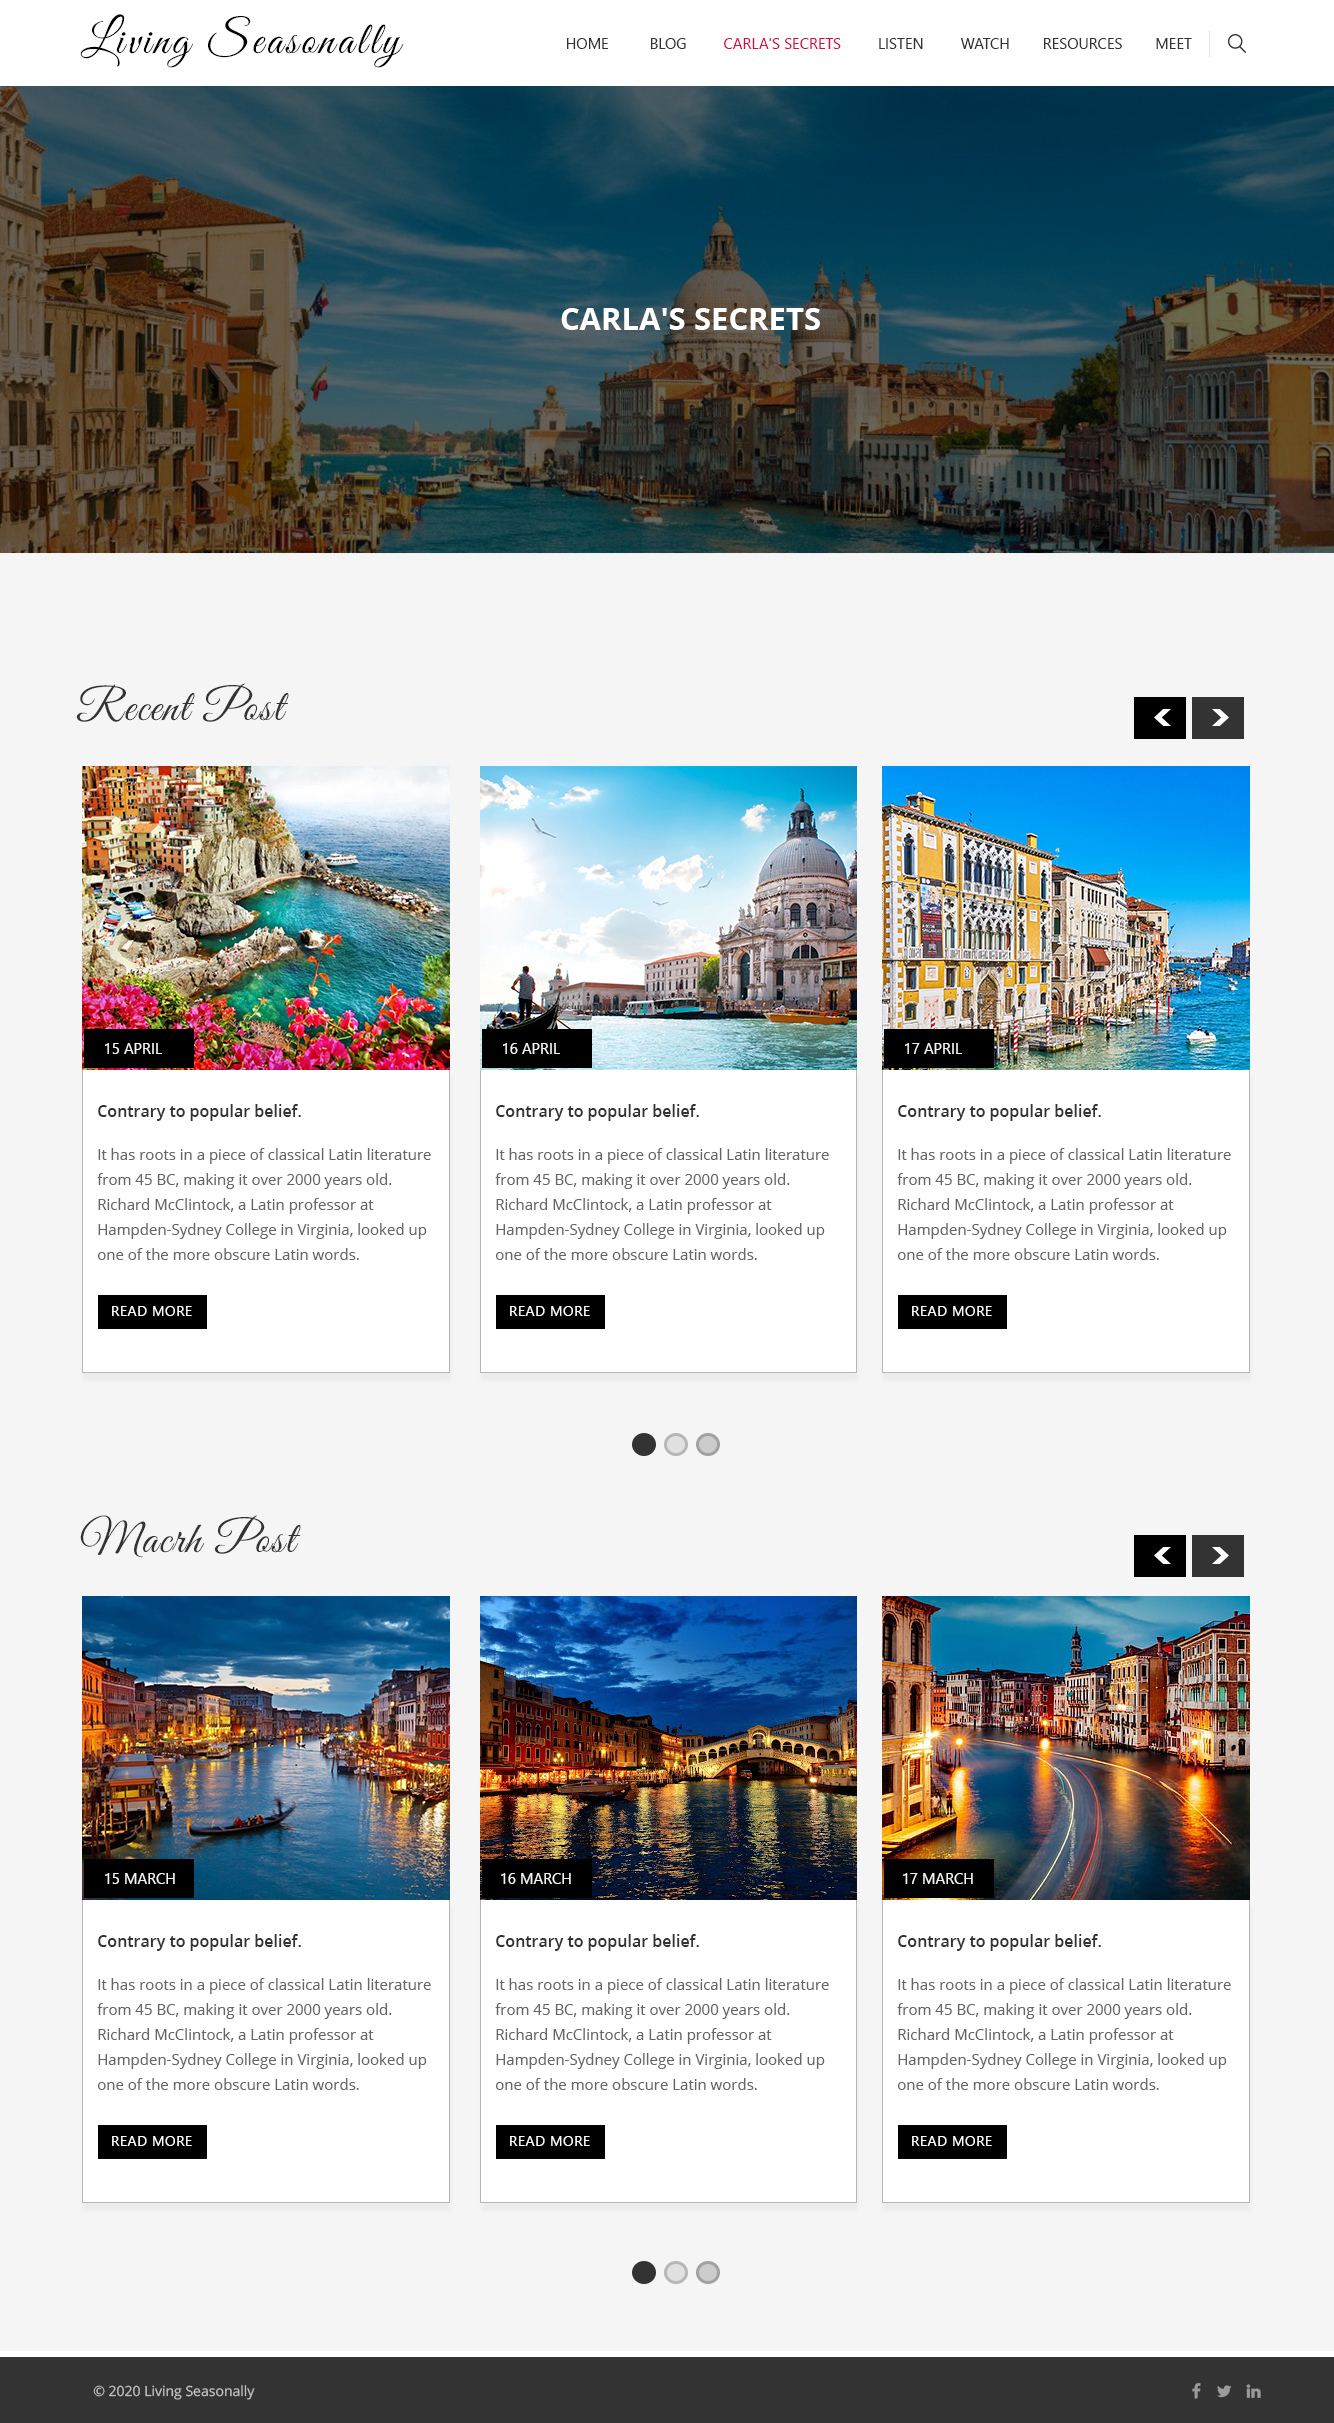 Living Seasonally
HOME BLOG CARLA'S SECRETS LISTEN WATCH RESOURCES MEET
CARLA'S SECRETS
Recent Post
15 APRIL
Contrary to popular belief.
It has roots in a piece of classical Latin literature
from 45 BC, making it over 2000 years old.
Richard McClintock, a Latin professor at
Hampden-Sydney College in Virginia, looked up
one of the more obscure Latin words.
READ MORE
16 APRIL
Contrary to popular belief.
It has roots in a piece of classical Latin literature
from 45 BC, making it over 2000 years old.
Richard McClintock, a Latin professor at
Hampden-Sydney College in Virginia, looked up
one of the more obscure Latin words.
READ MORE
17 APRIL
Contrary to popular belief.
It has roots in a piece of classical Latin literature
from 45 BC, making it over 2000 years old.
Richard McClintock, a Latin professor at
Hampden-Sydney College in Virginia, looked up
one of the more obscure Latin words.
READ MORE
Macrh Post
15 MARCH
Contrary to popular belief.
It has roots in a piece of classical Latin literature
from 45 BC, making it over 2000 years old.
Richard McClintock, a Latin professor at
Hampden-Sydney College in Virginia, looked up
one of the more obscure Latin words.
READ MORE
16 MARCH
Contrary to popular belief.
It has roots in a piece of classical Latin literature
from 45 BC, making it over 2000 years old.
Richard McClintock, a Latin professor at
Hampden-Sydney College in Virginia, looked up
one of the more obscure Latin words.
READ MORE
17 MARCH
Contrary to popular belief.
It has roots in a piece of classical Latin literature
from 45 BC, making it over 2000 years old.
Richard McClintock, a Latin professor at
Hampden-Sydney College in Virginia, looked up
one of the more obscure Latin words.
READ MORE
© 2020 Living Seasonally